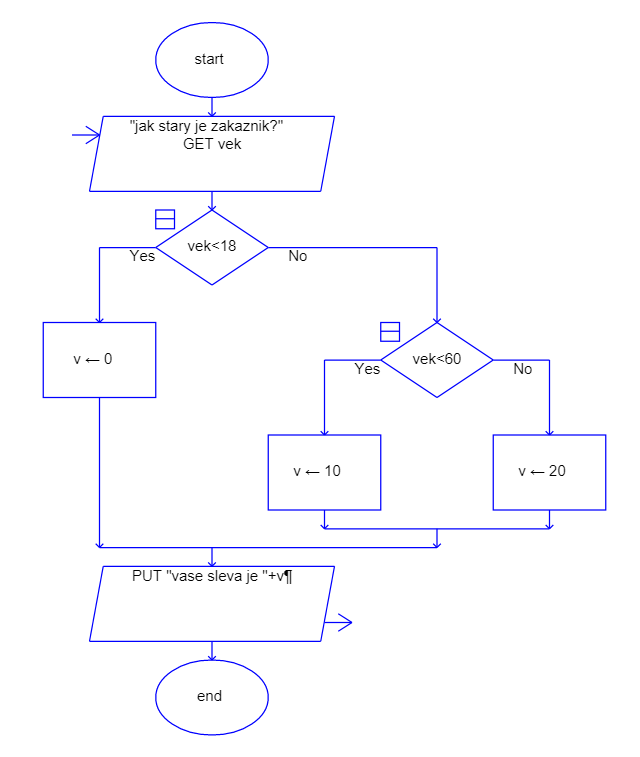 start
"jak stary je zakaznik?"
GET vek
vek<18
Yes
No
v ← 0
vek<60
Yes
No
v ← 10
v ← 20
PUT "vase sleva je "+v¶
end